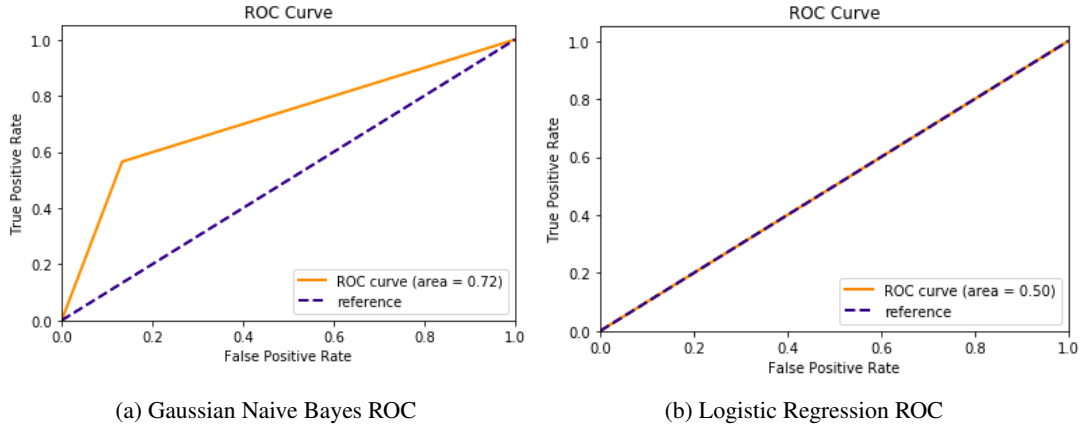 ROC Curve
1.0
0.8
0.6
0.4
0.2
0.0
True Positive Rate
0.0 0.2 0.4 0.6 0.8 1.0
False Positive Rate
ROC curve (area = 0.72)
reference
(a) Gaussian Naive Bayes ROC
ROC Curve
1.0
0.8
0.6
0.4
0.2
0.0
True Positive Rate
0.0 0.2 0.4 0.6 0.8 1.0
False Positive Rate
ROC curve (area = 0.50)
reference
(b) Logistic Regression ROC